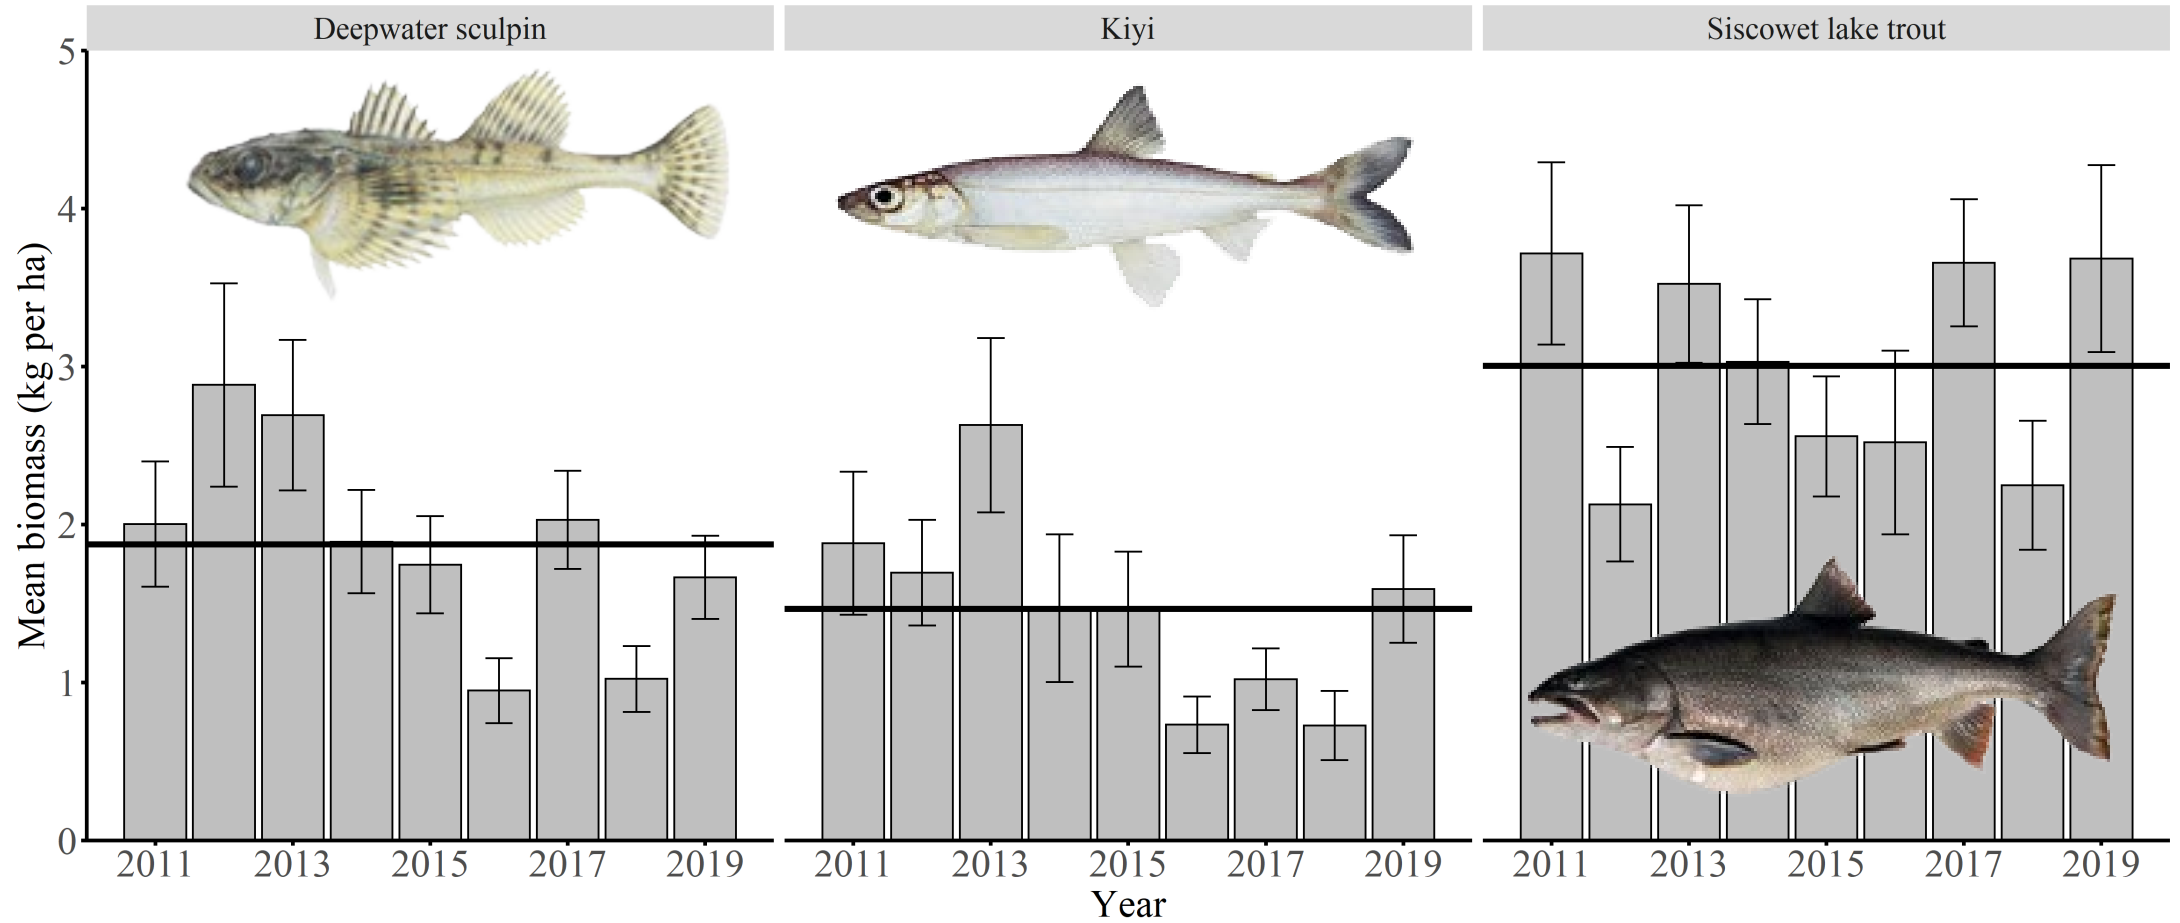 Deepwater sculpin
Kiyi
Siscowet lake trout
Mean biomass (kg per ha)
5
4
3
2
1
0
2011 2013 2015 2017 2019
2011 2013 2015 2017 2019
2011 2013 2015 2017 2019
Year